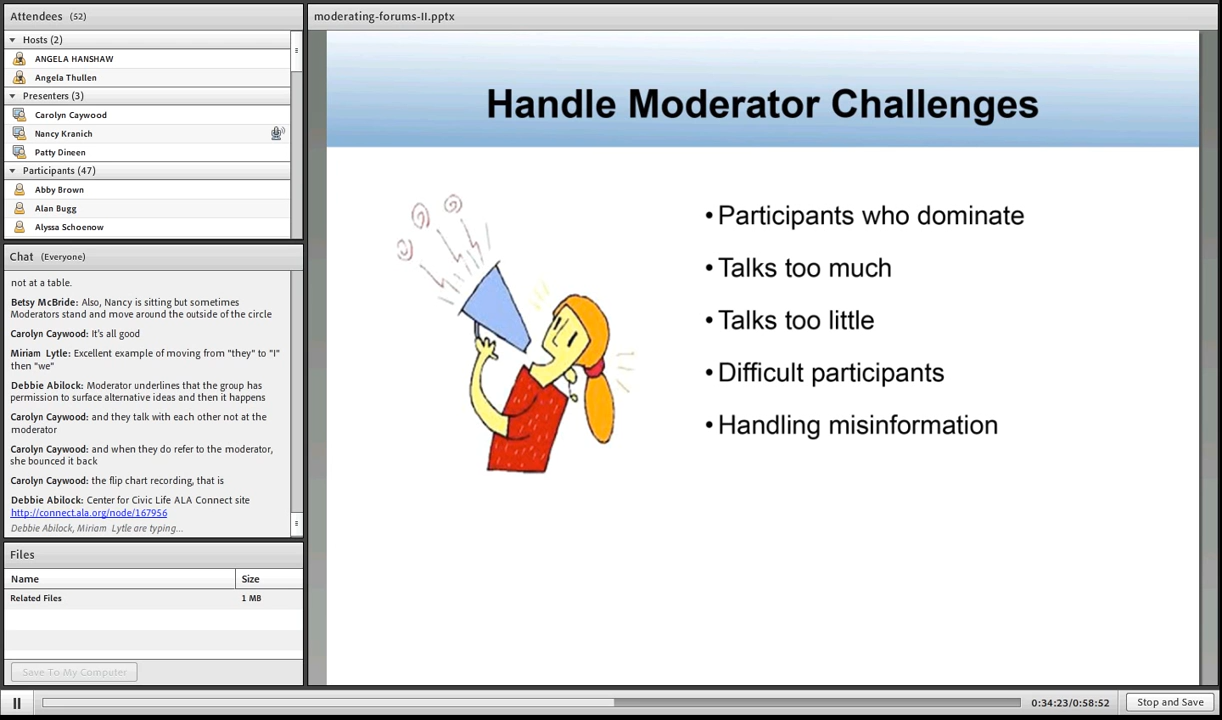 Attendees (52)
Hosts (2)
ANGELA HANSHAW
Angela Thullen
Presenters (3)
Carolyn Caywood
Nancy Kranich
Patty Dineen
Participants (47)
Abby Brown
Alan Bugg
Alyssa Schoenow
Chat (Everyone)
not at a table.
Betsy McBride: Also, Nancy is sitting but sometimes
Moderators stand and move around the outside of the circle
Carolyn Caywood: It's all good
Miriam Lytle: Excellent example of moving from "they" to "I"
then "we"
Debbie Abilock: Moderator underlines that the group has
permission to surface alternative ideas and then it happens
Carolyn Caywood: and they talk with each other not at the
moderator
Carolyn Caywood: and when they do refer to the moderator,
she bounced it back
Carolyn Caywood: the flip chart recording, that is
Debbie Abilock: Center for Civic Life ALA Connect site
http://connect.ala.org/node/167956
Debbie Abilock, Miriam Lytle are typing...
Files
Name Size
Related Files 1 MB
Save To My Computer
moderating-forums-II.pptx
Handle Moderator Challenges
• Participants who dominate
• Talks too much
• Talks too little
• Difficult participants
• Handling misinformation
0:34:23/0:58:52
Stop and Save